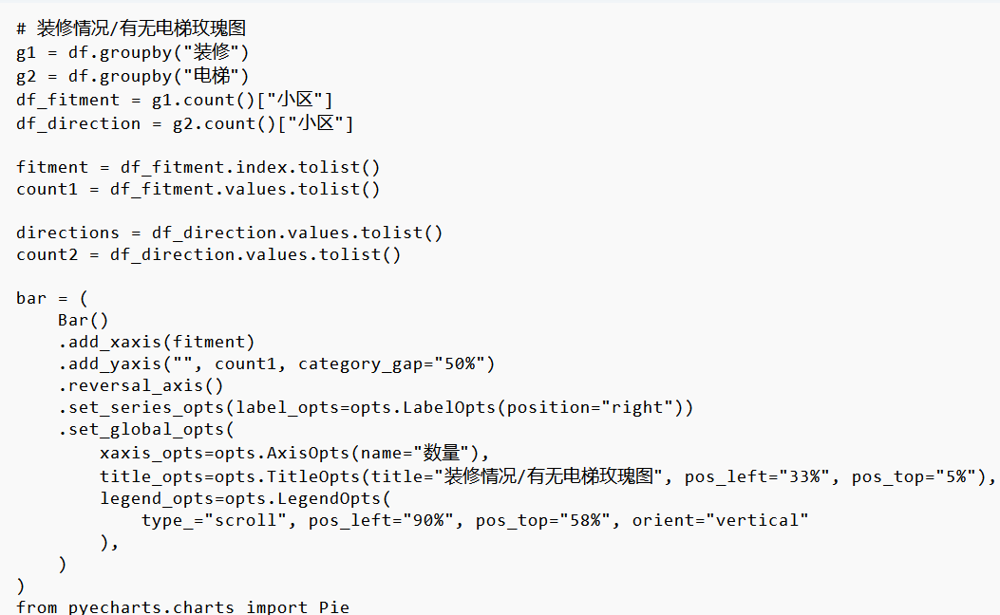 # 装修情况/有无电梯玫瑰图
g1 = df.groupby("装修")
g2 = df.groupby("电梯")
df_fitment = g1.count()["小区"]
df_direction = g2.count()["小区"]

fitment = df_fitment.index.tolist()
count1 = df_fitment.values.tolist()

directions = df_direction.values.tolist()
count2 = df_direction.values.tolist()

bar = (
    Bar()
    .add_xaxis(fitment)
    .add_yaxis("", count1, category_gap="50%")
    .reversal_axis()
    .set_series_opts(label_opts=opts.LabelOpts(position="right"))
    .set_global_opts(
        xaxis_opts=opts.AxisOpts(name="数量"),
        title_opts=opts.TitleOpts(title="装修情况/有无电梯玫瑰图", pos_left="33%", pos_top="5%"),
        legend_opts=opts.LegendOpts(
            type_="scroll", pos_left="90%", pos_top="58%", orient="vertical"
        ),
    )
)
from pyecharts.charts import Pie